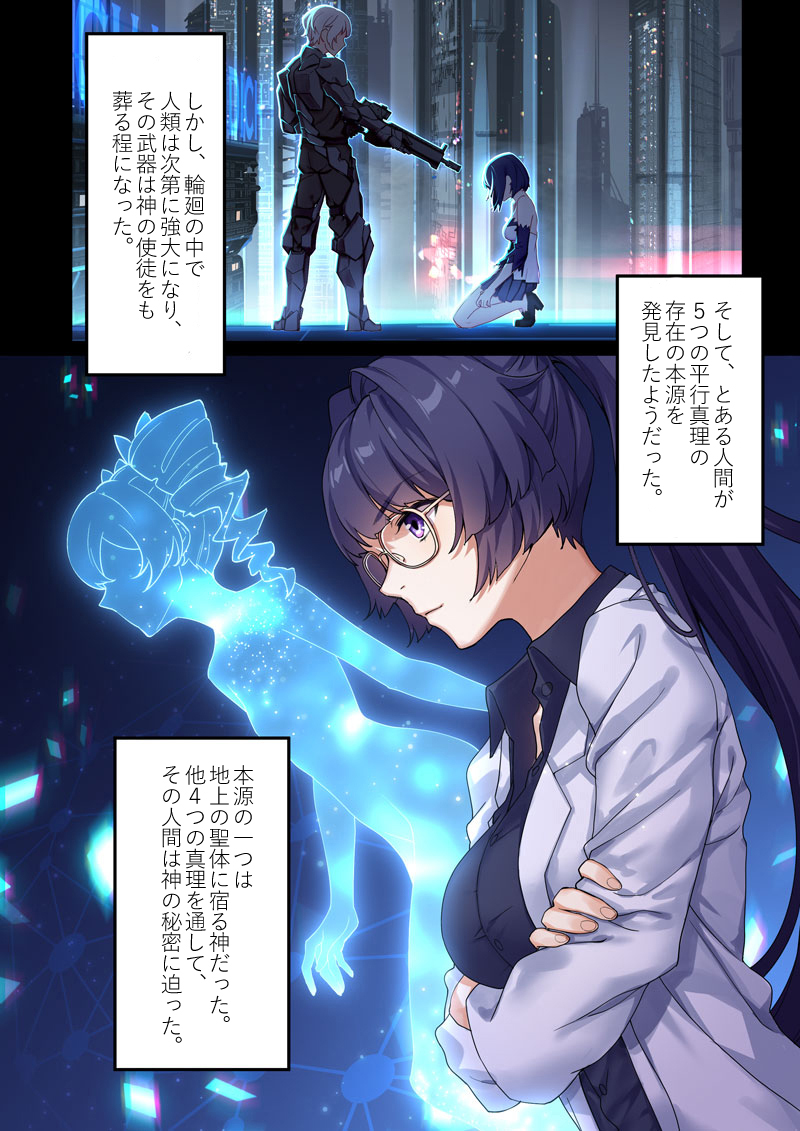 しかし、輪廻の中で
人類は次第に強大になり、
その武器は神の使徒をも
葬る程になった。
そして、とある人間が
5つの平行真理の
存在の本源を
発見したようだった。
本源の一つは
地上の聖体に宿る神だった。
他4つの真理を通して、
その人間は神の秘密に迫った。